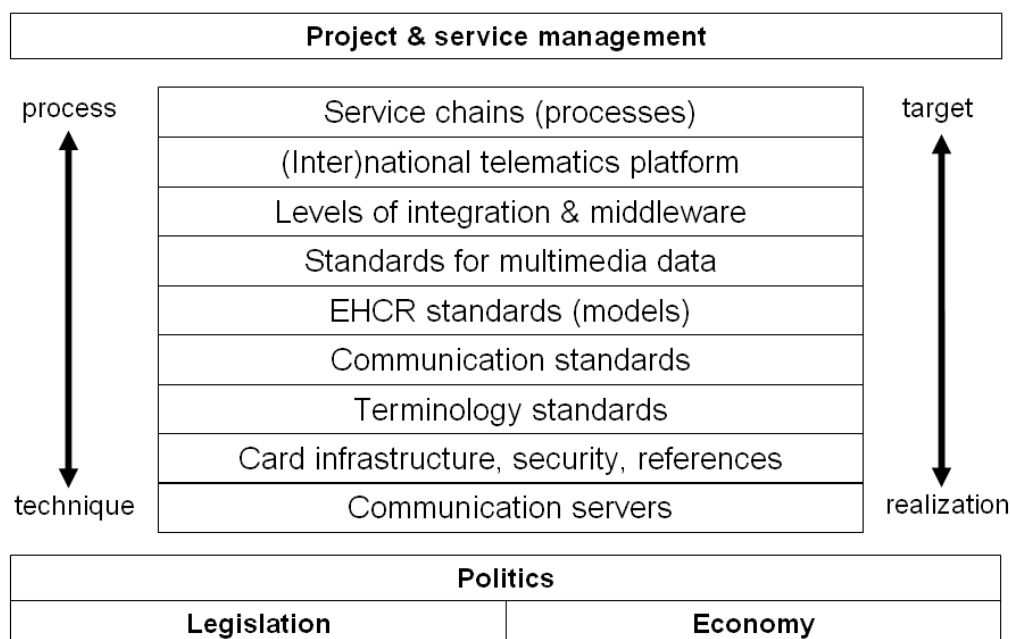 Project & service management
process
target
Service chains (processes)
(Inter)national telematics platform
Levels of integration & middleware
Standards for multimedia data
EHCR standards (models)
Communication standards
Terminology standards
Card infrastructure, security, references
technique
Communication servers
realization
Politics
Legislation
Economy